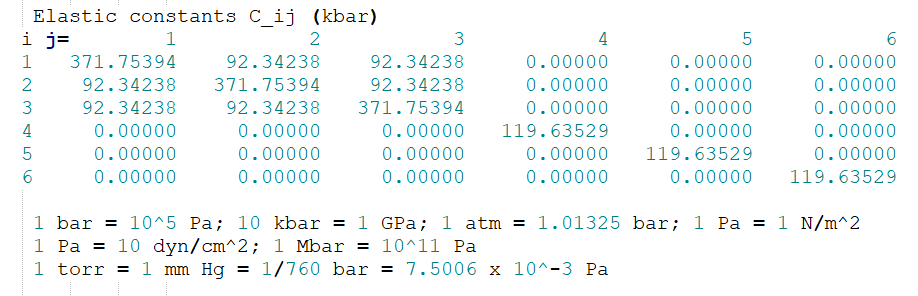 Elastic constants C_ij (kbar)
i j= 1 2 3 4 5 6
1 371.75394 92.34238 92.34238 0.00000 0.00000 0.00000
2 92.34238 371.75394 92.34238 0.00000 0.00000 0.00000
3 92.34238 92.34238 371.75394 0.00000 0.00000 0.00000
4 0.00000 0.00000 0.00000 119.63529 0.00000 0.00000
5 0.00000 0.00000 0.00000 0.00000 119.63529 0.00000
6 0.00000 0.00000 0.00000 0.00000 0.00000 119.63529
1 bar = 10^5 Pa; 10 kbar = 1 GPa; 1 atm = 1.01325 bar; 1 Pa = 1 N/m^2
1 Pa = 10 dyn/cm^2; 1 Mbar = 10^11 Pa
1 torr = 1 mm Hg = 1/760 bar = 7.5006 x 10^-3 Pa